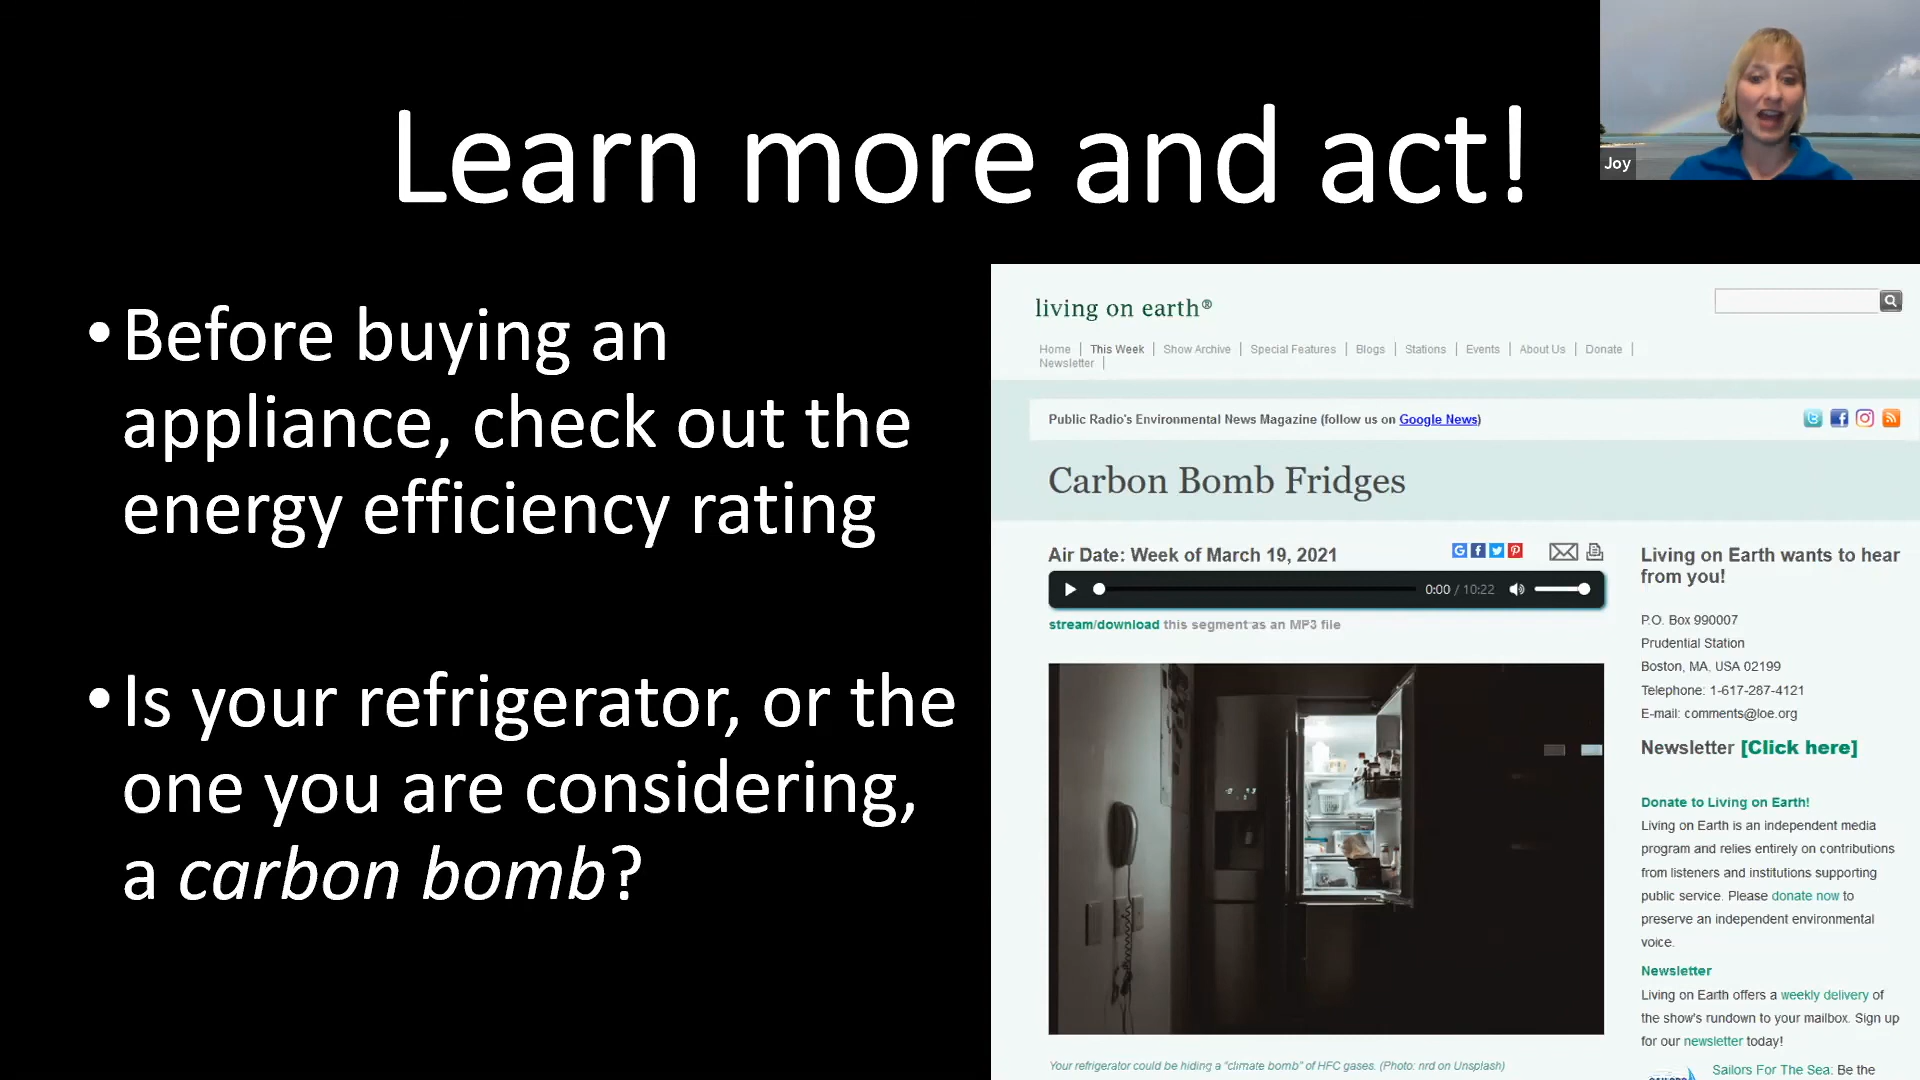 Learn more and act!
Joy
•Before buying an
appliance, check out the
energy efficiency rating
•Is your refrigerator, or the
one you are considering,
a carbon bomb?
living on earth®
Home | This Week | Show Archive | Special Features | Blogs | Stations | Events | About Us | Donate |
Newsletter |
Public Radio's Environmental News Magazine (follow us on Google News)
Carbon Bomb Fridges
Air Date: Week of March 19, 2021
0:00 / 10:22
stream/download this segment as an MP3 file
Your refrigerator could be hiding a "climate bomb" of HFC gases. (Photo: nrd on Unsplash)
Living on Earth wants to hear
from you!
P.O. Box 990007
Prudential Station
Boston, MA, USA 02199
Telephone: 1-617-287-4121
E-mail: comments@loe.org
Newsletter [Click here]
Donate to Living on Earth!
Living on Earth is an independent media
program and relies entirely on contributions
from listeners and institutions supporting
public service. Please donate now to
preserve an independent environmental
voice.
Newsletter
Living on Earth offers a weekly delivery of
the show's rundown to your mailbox. Sign up
for our newsletter today!
Sailors For The Sea: Be the